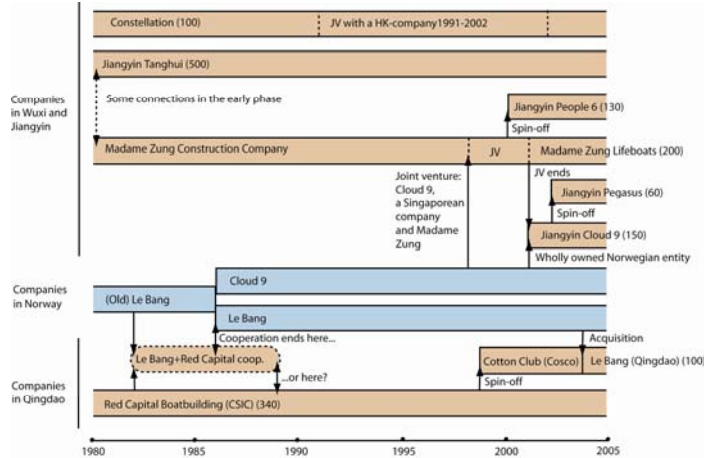 Constellation (100)
JV with a HK-company1991-2002
Jiangyin Tanghui (500)
Companies
in Wuxi and
Jiangyin
Some connections in the early phase
Jiangyin People 6 (130)
Spin-off
Madame Zung Construction Company
JV
Madame Zung Lifeboats (200)
Joint venture:
Cloud 9,
a Singaporean
company
and Madame
Zung
JV ends
Jiangyin Pegasus (60)
Spin-off
Jiangyin Cloud 9 (150)
Wholly owned Norwegian entity
Companies
in Norway
Cloud 9
(Old) Le Bang
Le Bang
Cooperation ends here...
Acquisition
Le Bang+Red Capital coop.
Cotton Club (Cosco)
Le Bang (Qingdao) (100)
Companies
in Qingdao
...or here?
Spin-off
Red Capital Boatbuilding (CSIC) (340)
1980
1985
1990
1995
2000
2005